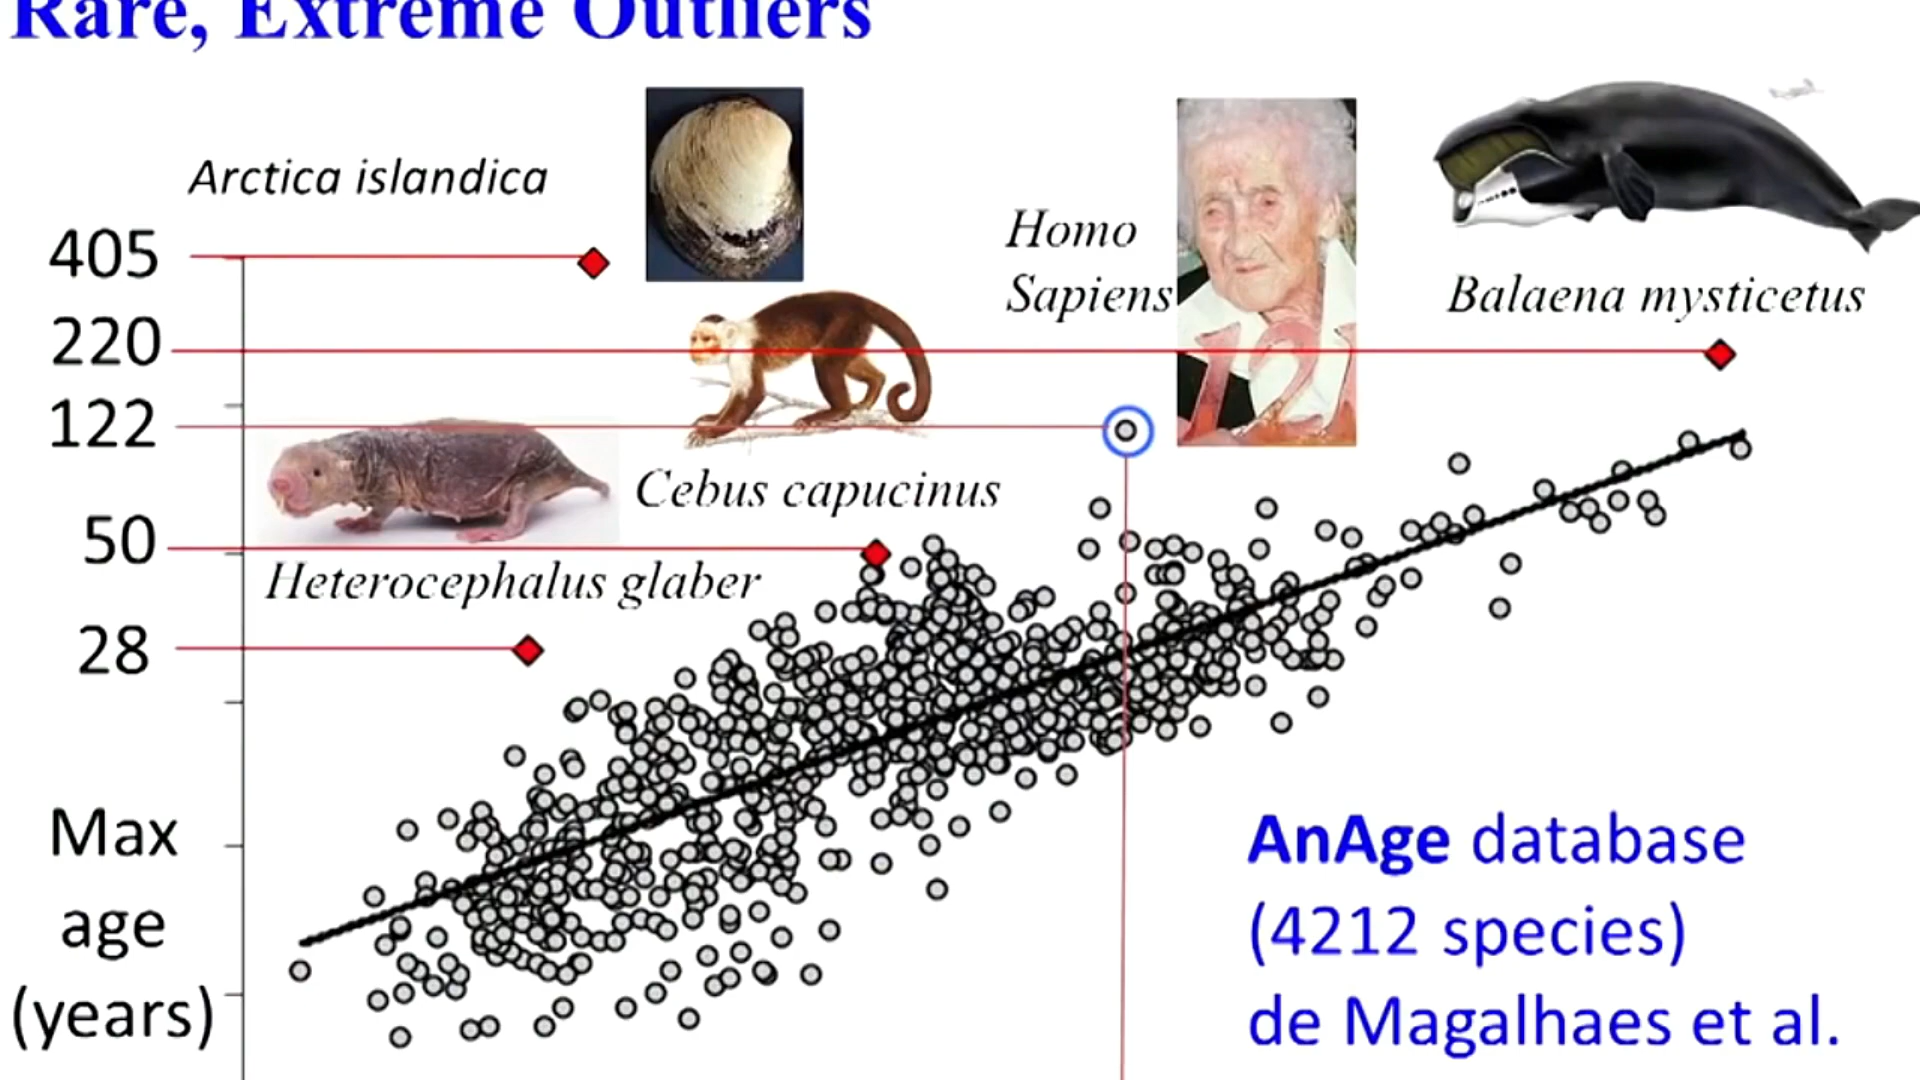 Rare, Extreme Outliers
Arctica islandica
Homo
Sapiens
Balaena mysticetus
405
220
122
121
Cebus capucinus
50
Heterocephalus glaber
28
Max
age
(years)
AnAge database
(4212 species)
de Magalhaes et al.